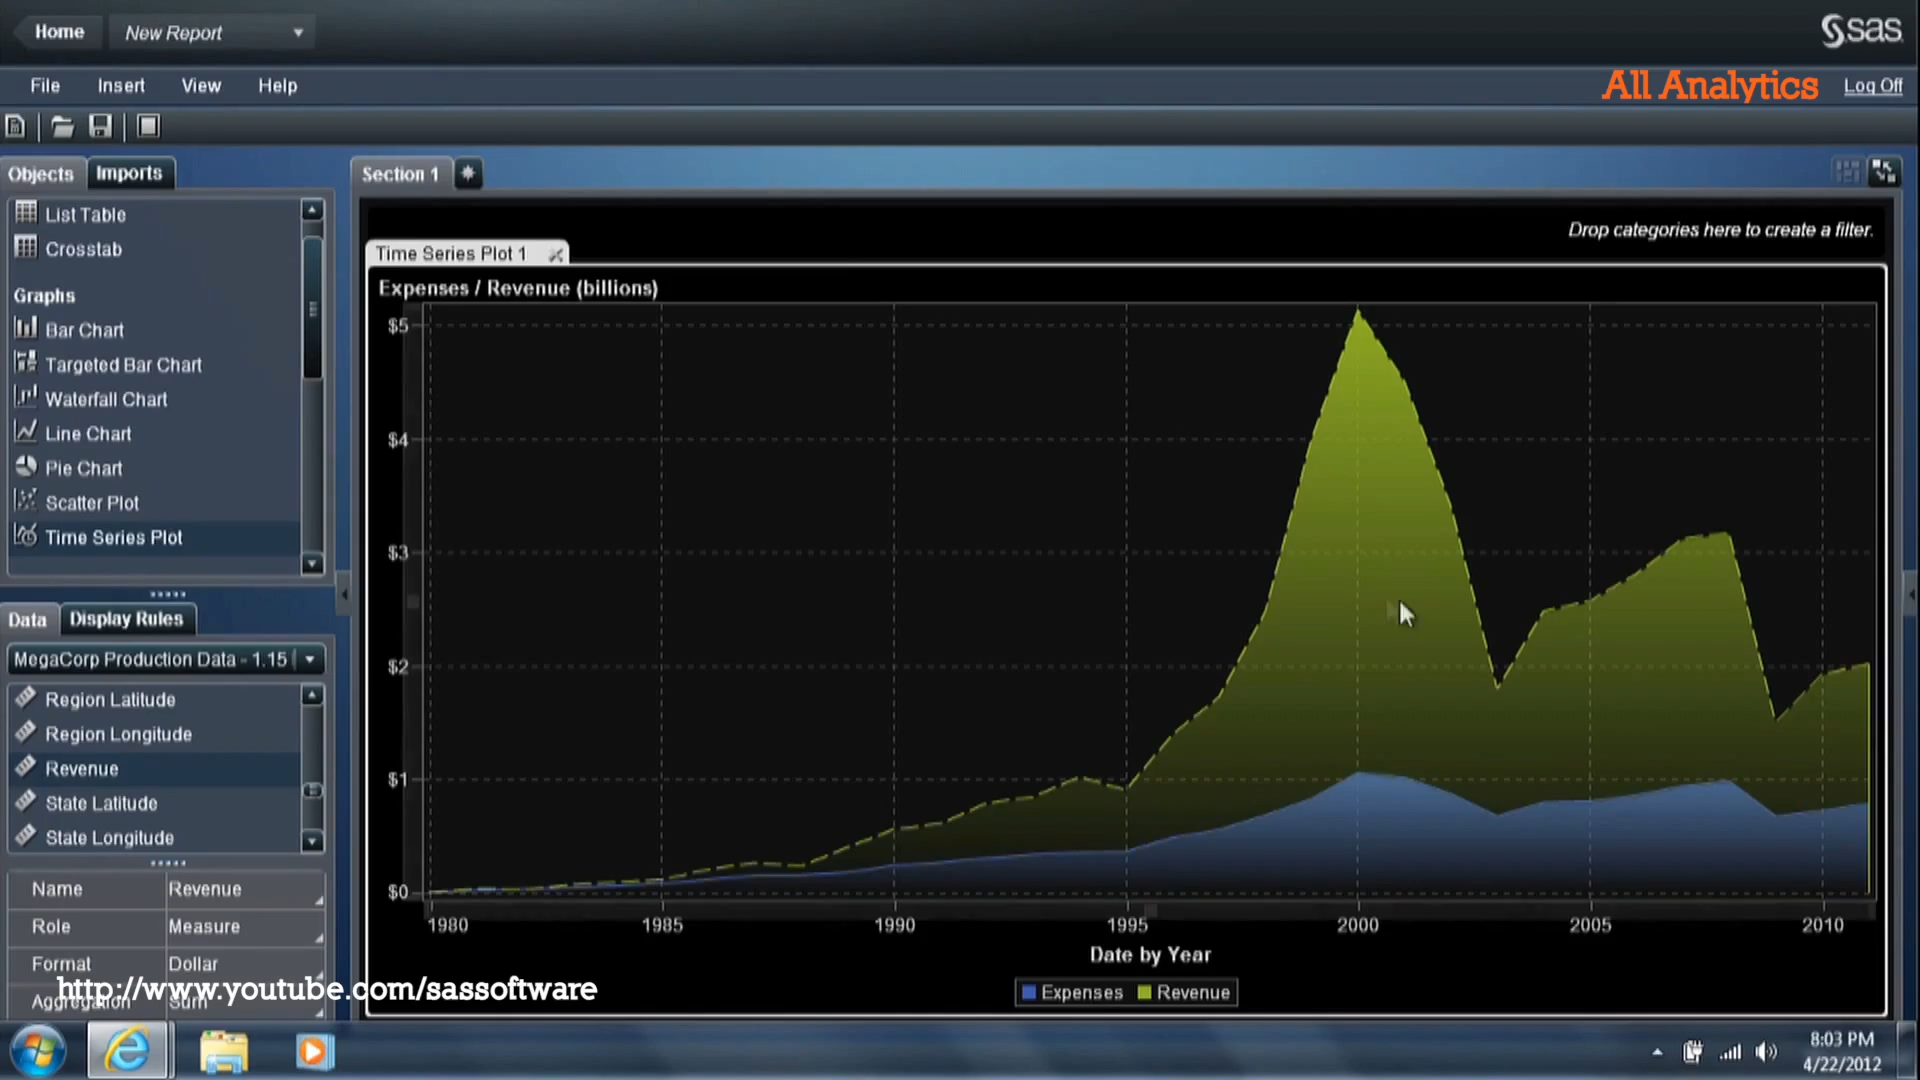 Home
New Report
sas
File Insert View Help
All Analytics
Log Off
Objects Imports
Section 1
List Table
Crosstab
Graphs
Bar Chart
Targeted Bar Chart
Waterfall Chart
Line Chart
Pie Chart
Scatter Plot
Time Series Plot
Drop categories here to create a filter.
Time Series Plot 1
Expenses / Revenue (billions)
$5
$4
$3
$2
$1
$0
1980 1985 1990 1995 2000 2005 2010
Date by Year
Expenses Revenue
Data Display Rules
MegaCorp Production Data - 1.15
Region Latitude
Region Longitude
Revenue
State Latitude
State Longitude
Name Revenue
Role Measure
Format Dollar
Aggregation Sum
http://www.youtube.com/sassoftware
8:03 PM
4/22/2012